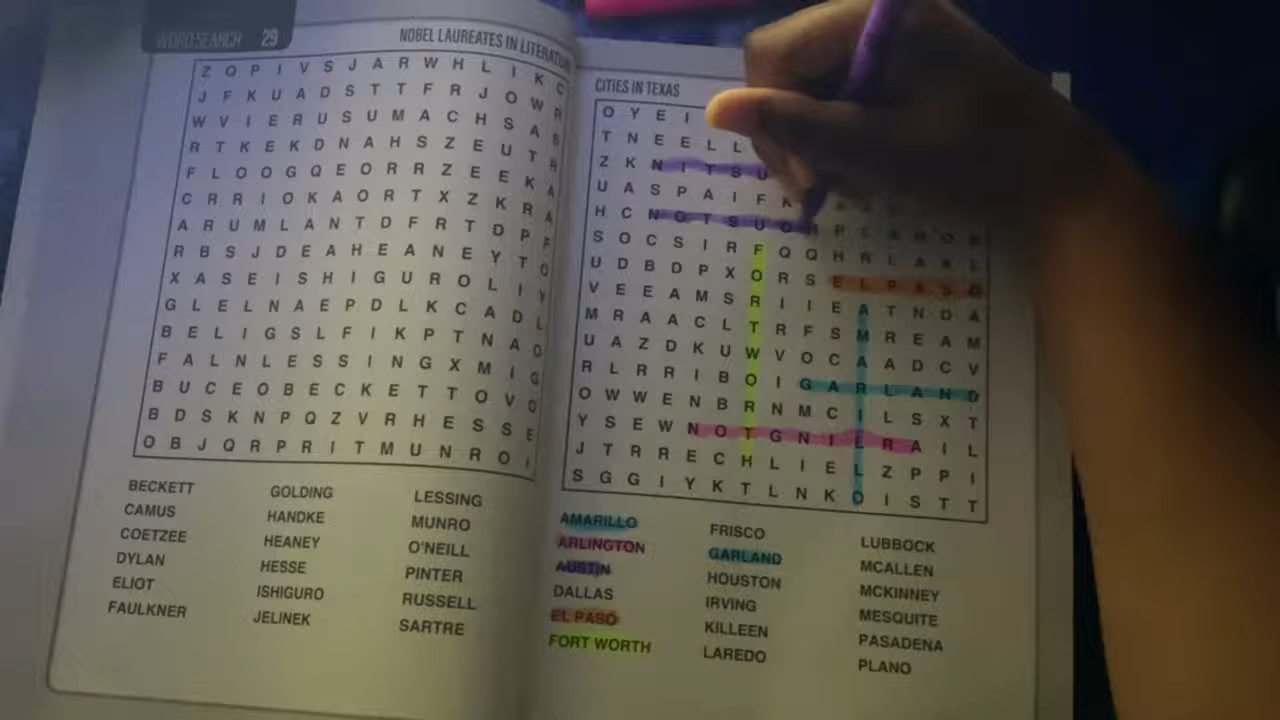 WORD SEARCH 29
NOBEL LAUREATES IN LITERATURE
Z Q P I V S J A R W H L I K C
J F K U A D S T T F R J O W R
W V I E R U S U M A C H S A S
R T K E K D N A H S Z E U T R
F L O O G Q E O R R Z E E K A
C R R I O K A O R T X Z K R A
A R U M L A N T D F R T D P F
R B S J D E A H E A N E Y T O
X A S E I S H I G U R O L I Y
G L E L N A E P D L K C A D L
B E L I G S L F I K P T N A O
F A L N L E S S I N G X M I G
B U C E O B E C K E T T O V O
B D S K N P Q Z V R H E S S E
O B J Q R P R I T M U N R O I
BECKETT
CAMUS
COETZEE
DYLAN
ELIOT
FAULKNER
GOLDING
HANDKE
HEANEY
HESSE
ISHIGURO
JELINEK
LESSING
MUNRO
O'NEILL
PINTER
RUSSELL
SARTRE
CITIES IN TEXAS
O Y E I
T N E E L L
Z K N I T S U
U A S P A I F K
H C N O T S U O H P
S O C S I R F Q Q H R L A
U D B D P X O R S E L P A S O
V E E A M S R I I E A T N D A
M R A A C L T R F S M R E A M
U A Z D K U W V O C A A D C V
R L R R I B O I G A R L A N D
O W W E N B R N M C I L S X T
Y S E W N O T G N I L R A I L
J T R R E C H L I E L Z P P I
S G G I Y K T L N K O I S T T
AMARILLO
ARLINGTON
AUSTIN
DALLAS
EL PASO
FORT WORTH
FRISCO
GARLAND
HOUSTON
IRVING
KILLEEN
LAREDO
LUBBOCK
MCALLEN
MCKINNEY
MESQUITE
PASADENA
PLANO